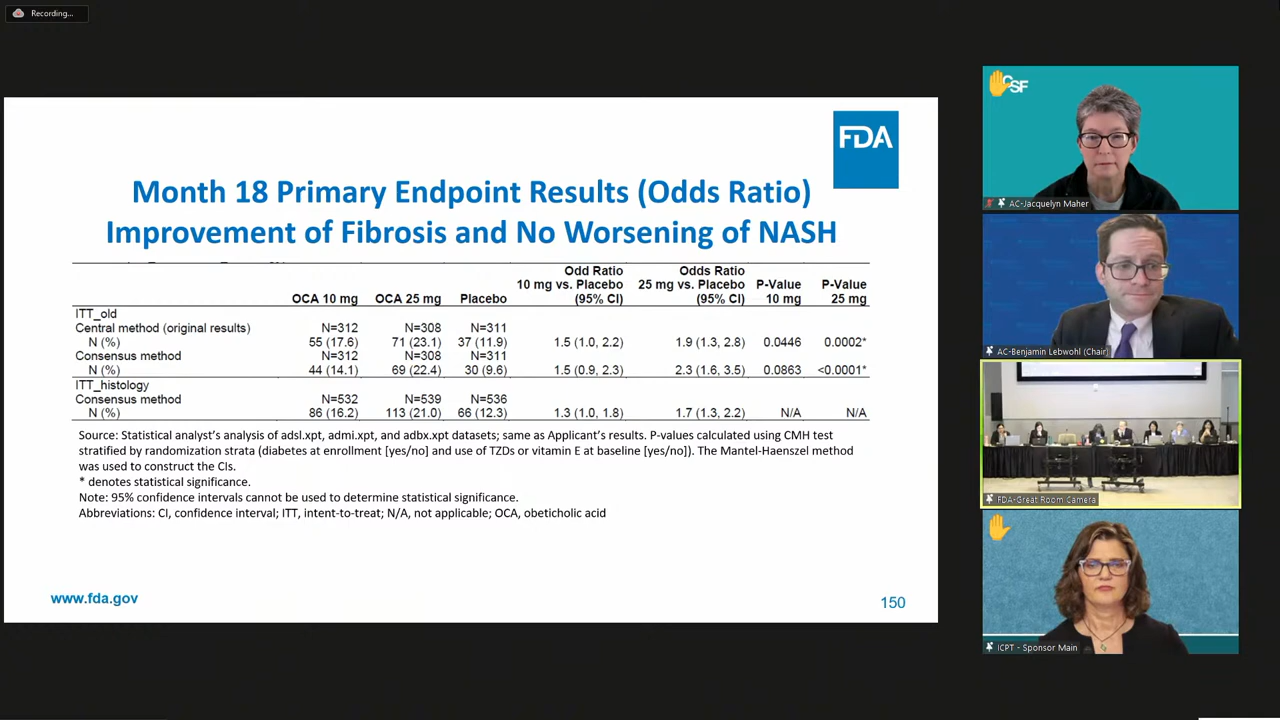 Recording...
FDA
Month 18 Primary Endpoint Results (Odds Ratio)
Improvement of Fibrosis and No Worsening of NASH
OCA 10 mg OCA 25 mg Placebo Odd Ratio 10 mg vs. Placebo (95% CI) Odds Ratio 25 mg vs. Placebo (95% CI) P-Value 10 mg P-Value 25 mg
ITT_old
Central method (original results) N=312 N=308 N=311
N (%) 55 (17.6) 71 (23.1) 37 (11.9) 1.5 (1.0, 2.2) 1.9 (1.3, 2.8) 0.0446 0.0002*
Consensus method N=312 N=308 N=311
N (%) 44 (14.1) 69 (22.4) 30 (9.6) 1.5 (0.9, 2.3) 2.3 (1.6, 3.5) 0.0863 <0.0001*
ITT_histology
Consensus method N=532 N=539 N=536
N (%) 86 (16.2) 113 (21.0) 66 (12.3) 1.3 (1.0, 1.8) 1.7 (1.3, 2.2) N/A N/A
Source: Statistical analyst's analysis of adsl.xpt, admi.xpt, and adbx.xpt datasets; same as Applicant's results. P-values calculated using CMH test
stratified by randomization strata (diabetes at enrollment [yes/no] and use of TZDs or vitamin E at baseline [yes/no]). The Mantel-Haenszel method
was used to construct the CIs.
* denotes statistical significance.
Note: 95% confidence intervals cannot be used to determine statistical significance.
Abbreviations: CI, confidence interval; ITT, intent-to-treat; N/A, not applicable; OCA, obeticholic acid
www.fda.gov
150
AC-Jacquelyn Maher
AC-Benjamin Lebwohl (Chair)
FDA-Great Room Camera
ICPT - Sponsor Main